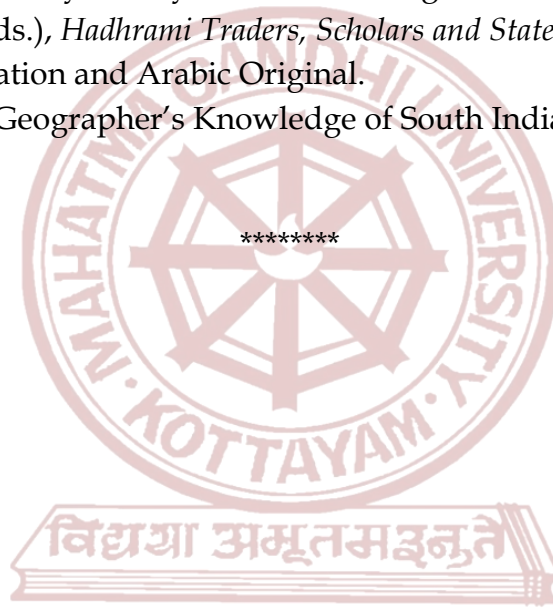 ds.), Hadhrami Traders, Scholars and State
ation and Arabic Original.
Geographer's Knowledge of South India
********
MAHATMA GANDHI UNIVERSITY
• KOTTAYAM •
विद्यया अमृतमश्नुते